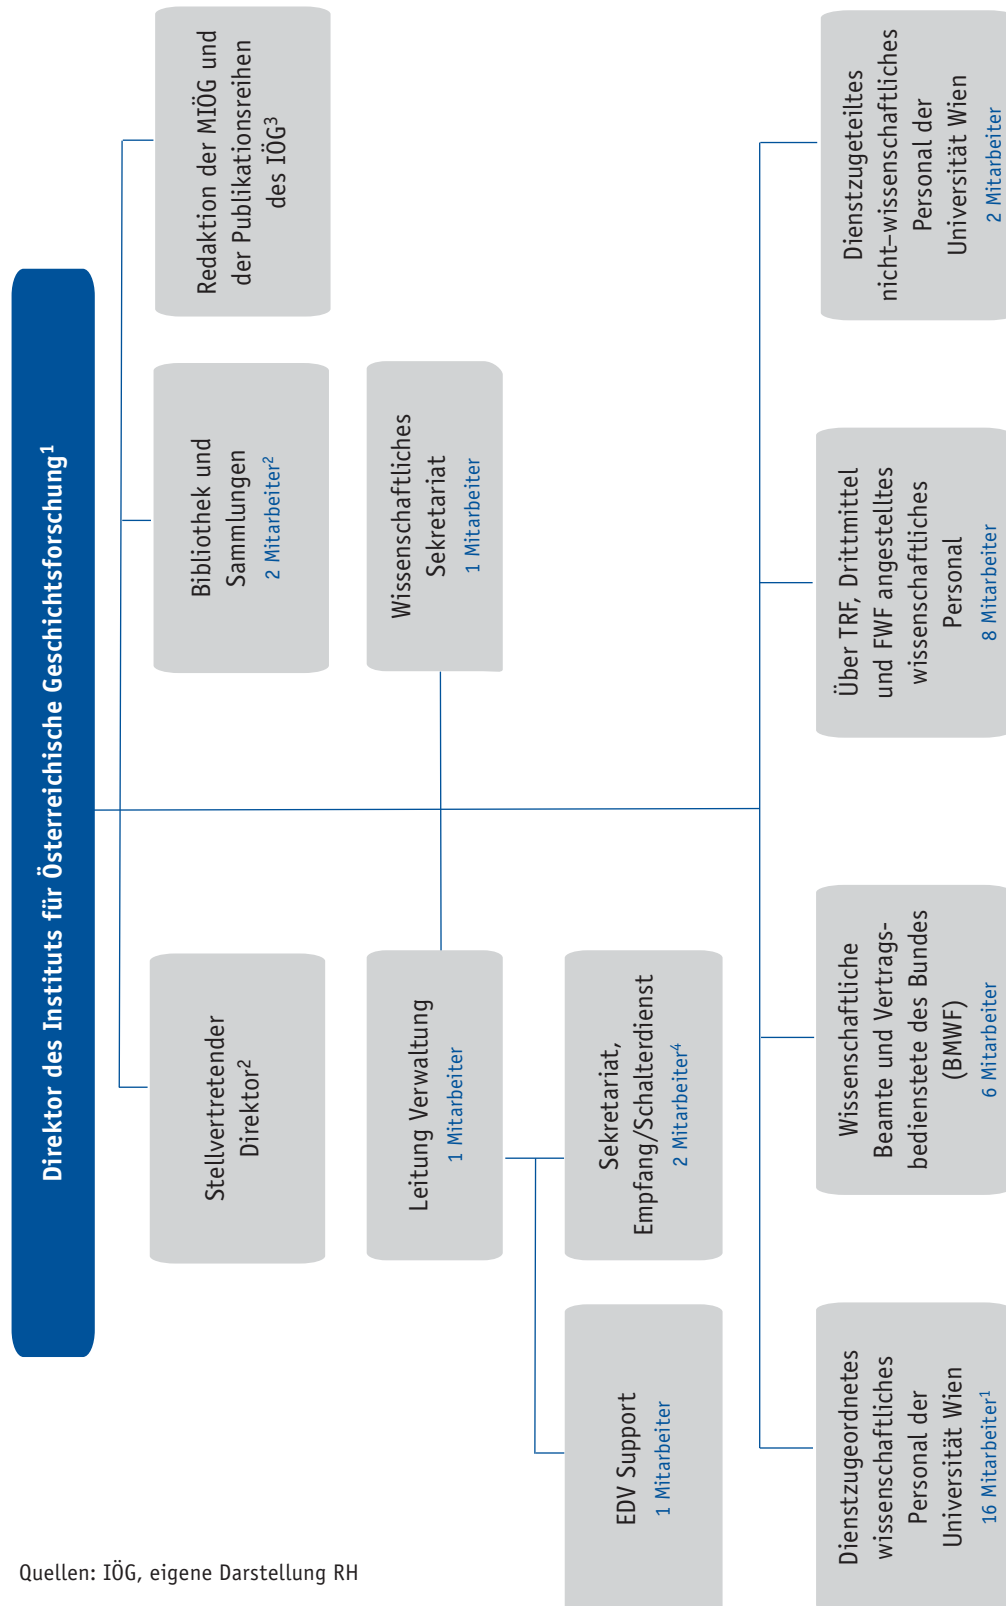 Direktor des Instituts für Österreichische Geschichtsforschung¹
Stellvertretender
Direktor²
Bibliothek und
Sammlungen
2 Mitarbeiter²
Redaktion der MIÖG und
der Publikationsreihen
des IÖG³
Leitung Verwaltung
1 Mitarbeiter
Wissenschaftliches
Sekretariat
1 Mitarbeiter
EDV Support
1 Mitarbeiter
Sekretariat,
Empfang/Schalterdienst
2 Mitarbeiter⁴
Dienstzugeordnetes
wissenschaftliches
Personal der
Universität Wien
16 Mitarbeiter¹
Wissenschaftliche
Beamte und Vertrags-
bedienstete des Bundes
(BMWF)
6 Mitarbeiter
Über TRF, Drittmittel
und FWF angestelltes
wissenschaftliches
Personal
8 Mitarbeiter
Dienstzugeteiltes
nicht–wissenschaftliches
Personal der
Universität Wien
2 Mitarbeiter
Quellen: IÖG, eigene Darstellung RH